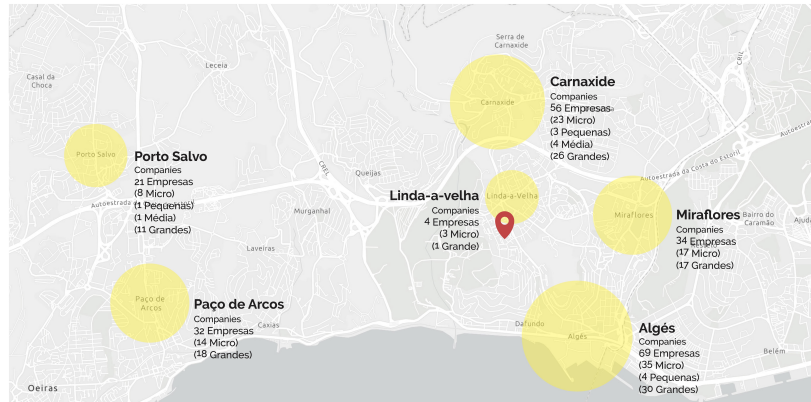 Serra de
Carnaxide
Casal da
Choca
Leceia
CRIL
Carnaxide
Carnaxide
Companies
56 Empresas
(23 Micro)
(3 Pequenas)
(4 Média)
(26 Grandes)
Porto Salvo
Porto Salvo
Companies
21 Empresas
(8 Micro)
(1 Pequenas)
(1 Média)
(11 Grandes)
Autoestrada
CREL
Queijas
Autoestrada da Costa do Estoril
Autoestra
Linda-a-velha
Linda-a-Velha
Companies
4 Empresas
(3 Micro)
(1 Grande)
Murganhal
Laveiras
Miraflores
Miraflores
Companies
34 Empresas
(17 Micro)
(17 Grandes)
Bairro do
Caramão
Ajud
Paço de
Arcos
Paço de Arcos
Companies
32 Empresas
(14 Micro)
(18 Grandes)
Caxias
Dafundo
Algés
Algés
Companies
69 Empresas
(35 Micro)
(4 Pequenas)
(30 Grandes)
Belém
Oeiras